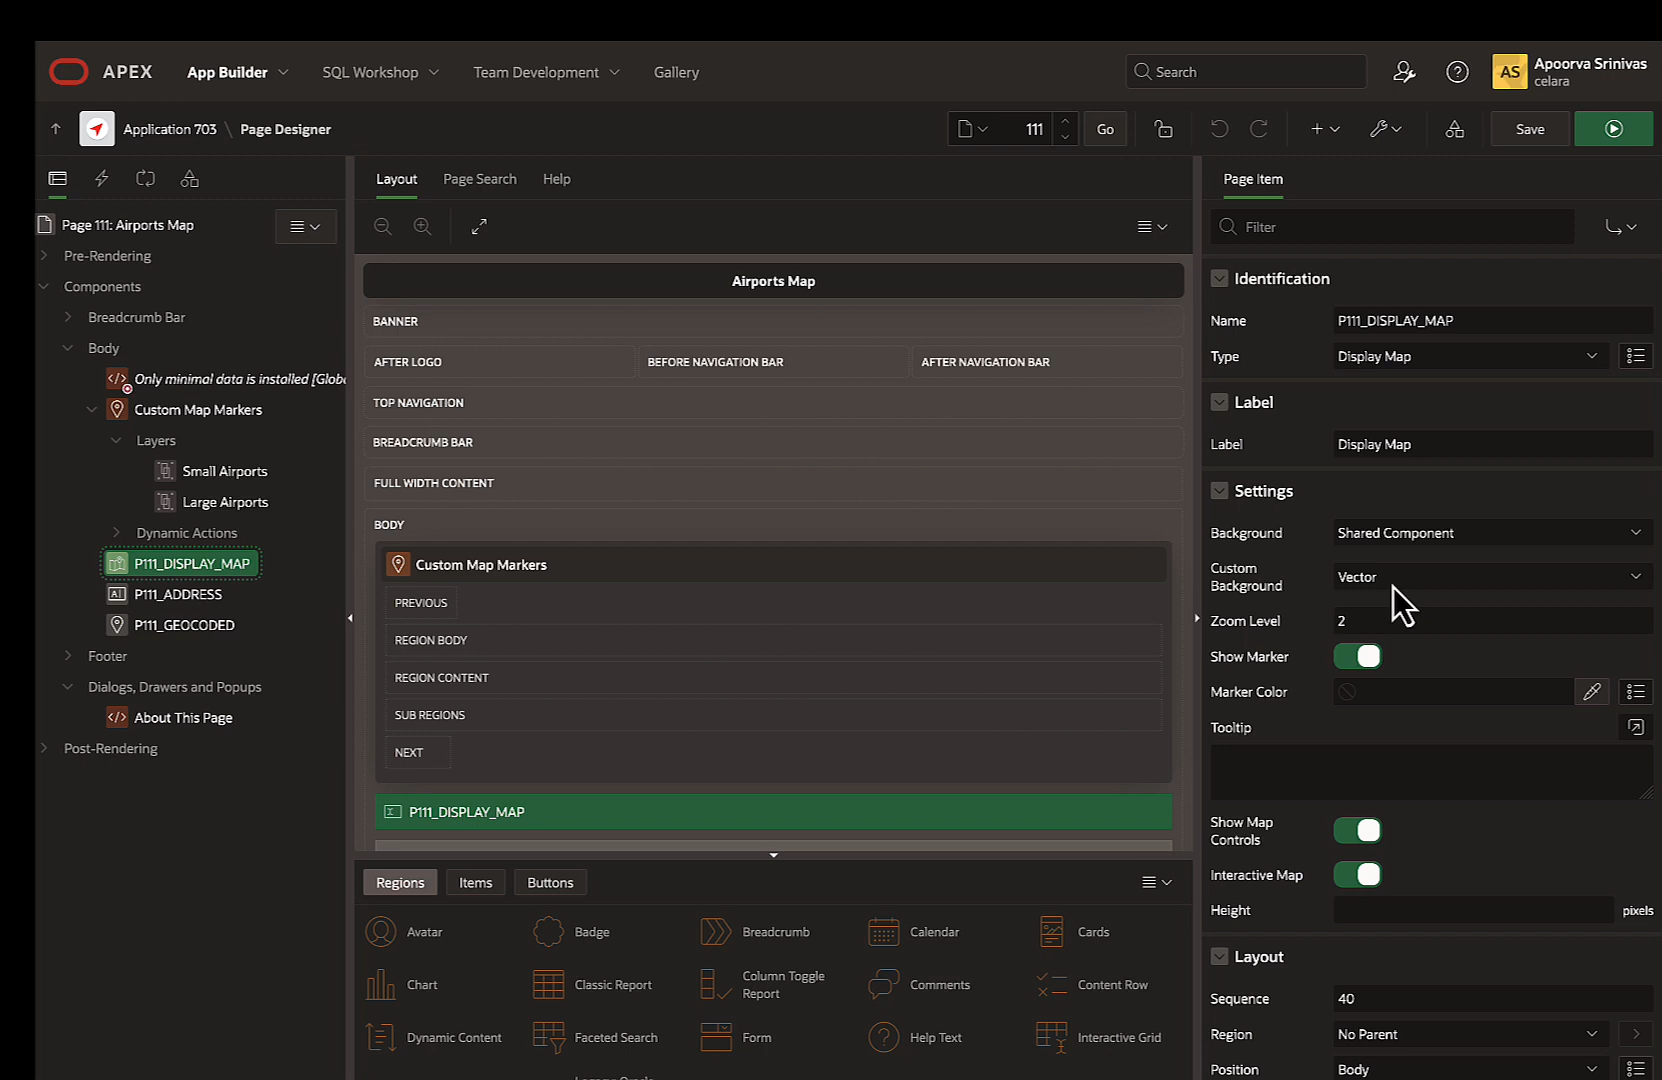 APEX
App Builder
SQL Workshop
Team Development
Gallery
Search
AS
Apoorva Srinivas
celara
Application 703 \ Page Designer
111
Go
Save
Page 111: Airports Map
Pre-Rendering
Components
Breadcrumb Bar
Body
Only minimal data is installed [Globa
Custom Map Markers
Layers
Small Airports
Large Airports
Dynamic Actions
P111_DISPLAY_MAP
P111_ADDRESS
P111_GEOCODED
Footer
Dialogs, Drawers and Popups
About This Page
Post-Rendering
Layout
Page Search
Help
Airports Map
BANNER
AFTER LOGO
BEFORE NAVIGATION BAR
AFTER NAVIGATION BAR
TOP NAVIGATION
BREADCRUMB BAR
FULL WIDTH CONTENT
BODY
Custom Map Markers
PREVIOUS
REGION BODY
REGION CONTENT
SUB REGIONS
NEXT
P111_DISPLAY_MAP
Regions
Items
Buttons
Avatar
Badge
Breadcrumb
Calendar
Cards
Chart
Classic Report
Column Toggle
Report
Comments
Content Row
Dynamic Content
Faceted Search
Form
Help Text
Interactive Grid
Page Item
Filter
Identification
Name P111_DISPLAY_MAP
Type Display Map
Label
Label Display Map
Settings
Background Shared Component
Custom
Background Vector
Zoom Level 2
Show Marker
Marker Color
Tooltip
Show Map
Controls
Interactive Map
Height pixels
Layout
Sequence 40
Region No Parent
Position Body